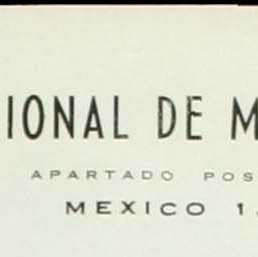 IONAL DE M
APARTADO POS
MEXICO 1